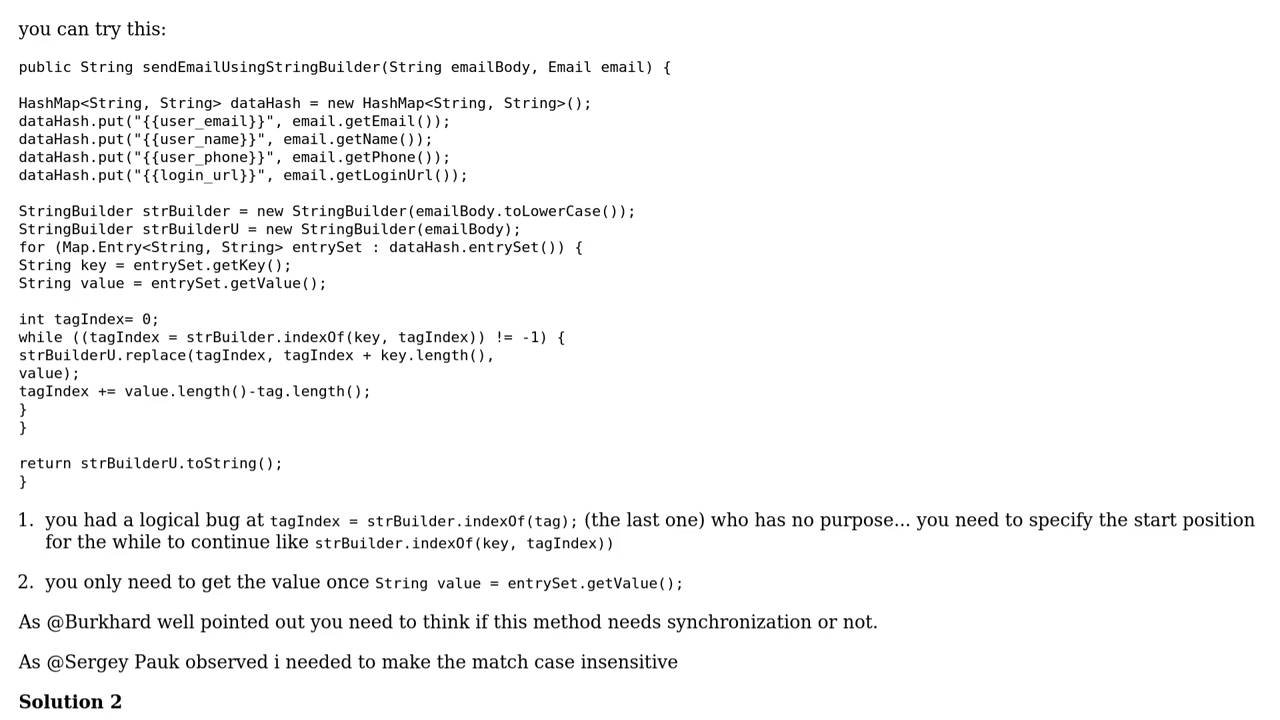 you can try this:
public String sendEmailUsingStringBuilder(String emailBody, Email email) {
HashMap<String, String> dataHash = new HashMap<String, String>();
dataHash.put("{{user_email}}", email.getEmail());
dataHash.put("{{user_name}}", email.getName());
dataHash.put("{{user_phone}}", email.getPhone());
dataHash.put("{{login_url}}", email.getLoginUrl());
StringBuilder strBuilder = new StringBuilder(emailBody.toLowerCase());
StringBuilder strBuilderU = new StringBuilder(emailBody);
for (Map.Entry<String, String> entrySet : dataHash.entrySet()) {
String key = entrySet.getKey();
String value = entrySet.getValue();
int tagIndex= 0;
while ((tagIndex = strBuilder.indexOf(key, tagIndex)) != -1) {
strBuilderU.replace(tagIndex, tagIndex + key.length(),
value);
tagIndex += value.length()-tag.length();
}
}
return strBuilderU.toString();
}
1. you had a logical bug at tagIndex = strBuilder.indexOf(tag); (the last one) who has no purpose... you need to specify the start position
for the while to continue like strBuilder.indexOf(key, tagIndex))
2. you only need to get the value once String value = entrySet.getValue();
As @Burkhard well pointed out you need to think if this method needs synchronization or not.
As @Sergey Pauk observed i needed to make the match case insensitive
Solution 2